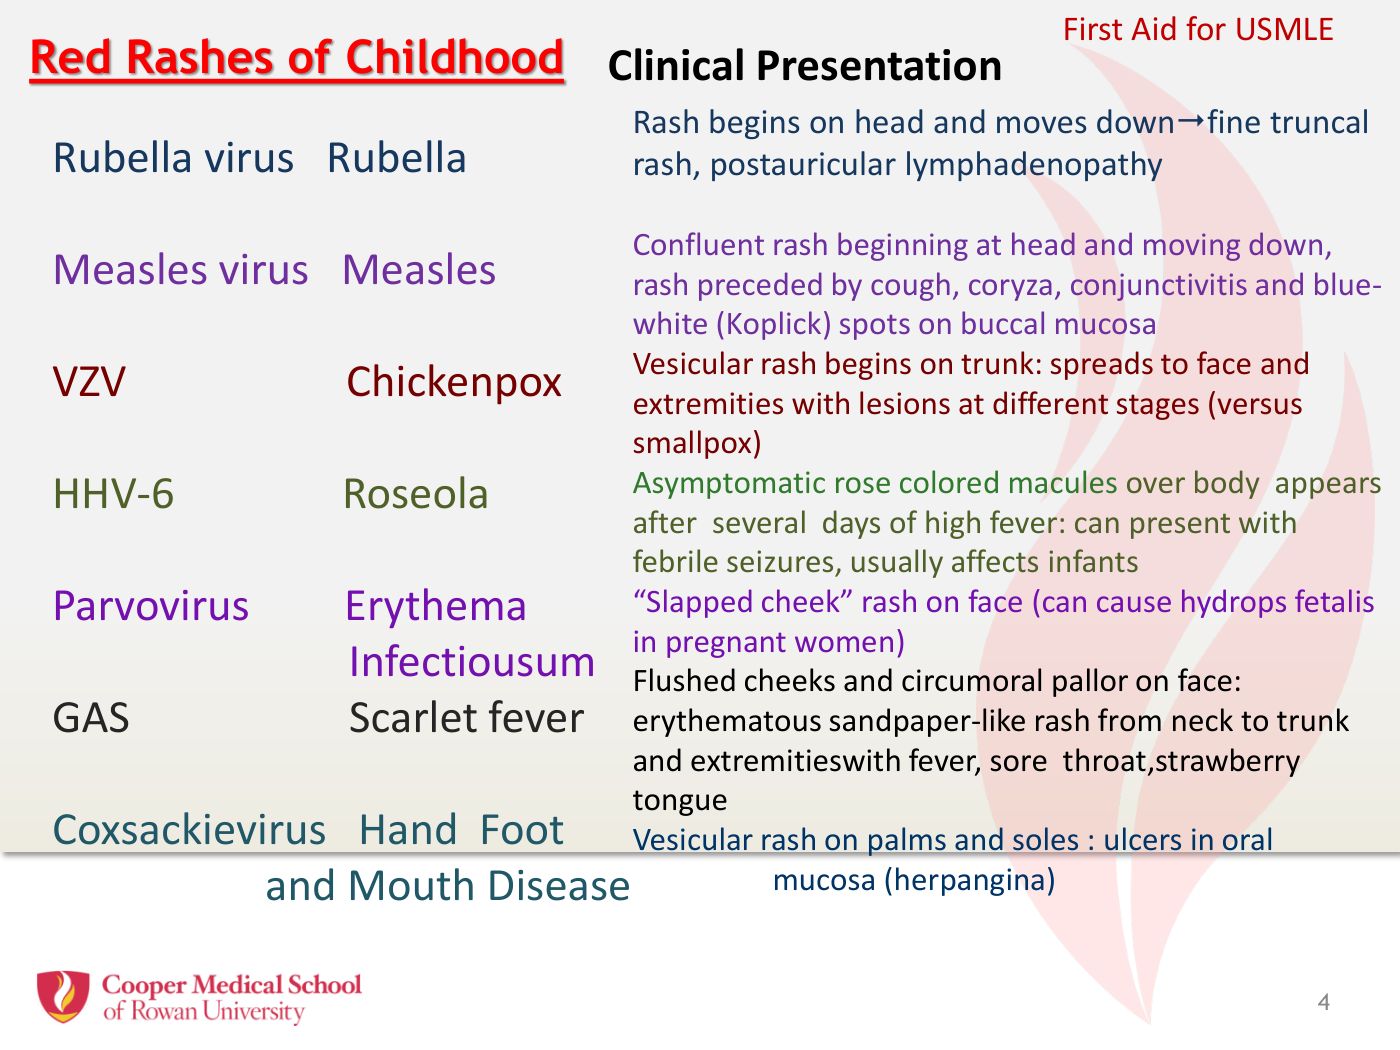 First Aid for USMLE
Red Rashes of Childhood
Clinical Presentation
Rubella virus Rubella
Rash begins on head and moves down→fine truncal
rash, postauricular lymphadenopathy
Measles virus Measles
Confluent rash beginning at head and moving down,
rash preceded by cough, coryza, conjunctivitis and blue-
white (Koplick) spots on buccal mucosa
VZV Chickenpox
Vesicular rash begins on trunk: spreads to face and
extremities with lesions at different stages (versus
smallpox)
HHV-6 Roseola
Asymptomatic rose colored macules over body appears
after several days of high fever: can present with
febrile seizures, usually affects infants
Parvovirus Erythema
Infectiousum
“Slapped cheek” rash on face (can cause hydrops fetalis
in pregnant women)
GAS Scarlet fever
Flushed cheeks and circumoral pallor on face:
erythematous sandpaper-like rash from neck to trunk
and extremitieswith fever, sore throat,strawberry
tongue
Coxsackievirus Hand Foot
and Mouth Disease
Vesicular rash on palms and soles : ulcers in oral
mucosa (herpangina)
Cooper Medical School
of Rowan University
4